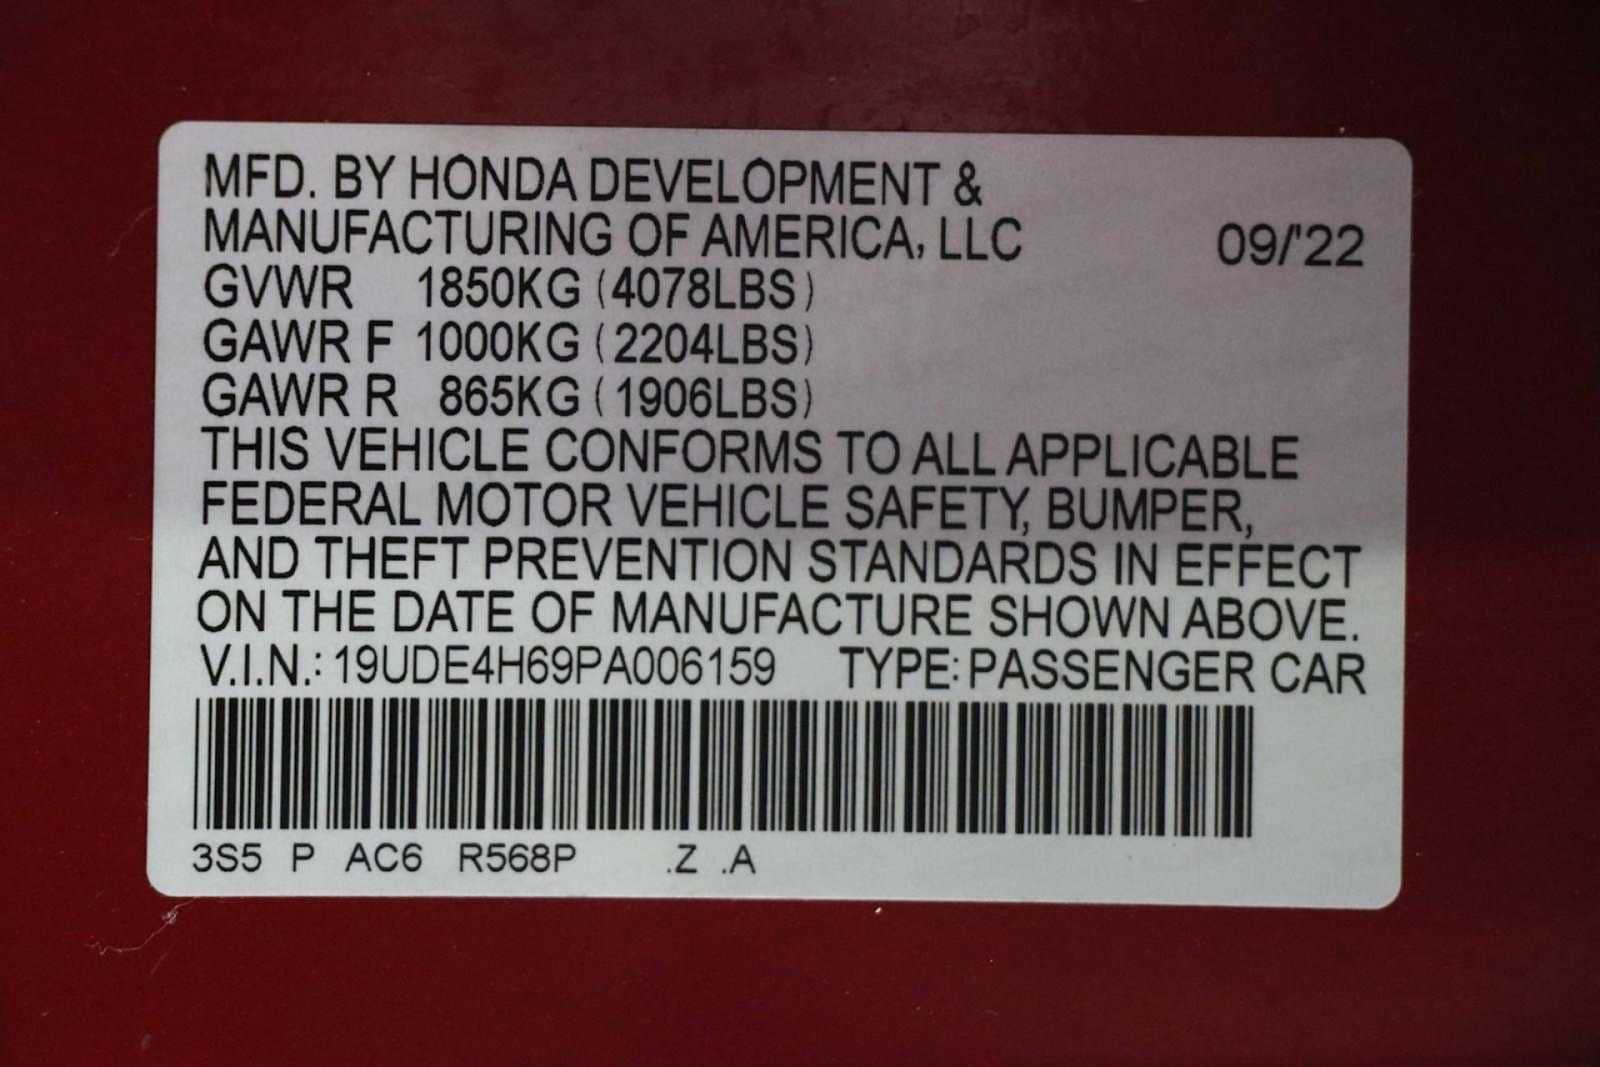 MFD. BY HONDA DEVELOPMENT &
MANUFACTURING OF AMERICA, LLC 09/'22
GVWR 1850KG (4078LBS)
GAWR F 1000KG (2204LBS)
GAWR R 865KG (1906LBS)
THIS VEHICLE CONFORMS TO ALL APPLICABLE
FEDERAL MOTOR VEHICLE SAFETY, BUMPER,
AND THEFT PREVENTION STANDARDS IN EFFECT
ON THE DATE OF MANUFACTURE SHOWN ABOVE.
V.I.N.: 19UDE4H69PA006159 TYPE: PASSENGER CAR
3S5 P AC6 R568P .Z .A